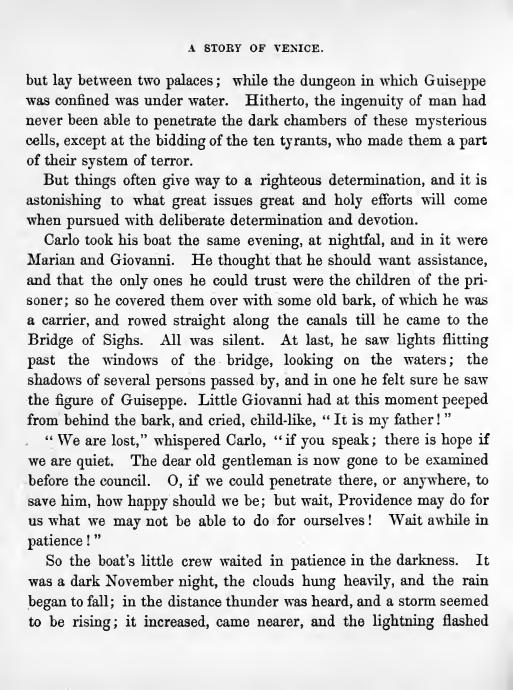 A STORY OF VENICE.
but lay between two palaces; while the dungeon in which Guiseppe
was confined was under water. Hitherto, the ingenuity of man had
never been able to penetrate the dark chambers of these mysterious
cells, except at the bidding of the ten tyrants, who made them a part
of their system of terror.
But things often give way to a righteous determination, and it is
astonishing to what great issues great and holy efforts will come
when pursued with deliberate determination and devotion.
Carlo took his boat the same evening, at nightfal, and in it were
Marian and Giovanni. He thought that he should want assistance,
and that the only ones he could trust were the children of the pri-
soner; so he covered them over with some old bark, of which he was
a carrier, and rowed straight along the canals till he came to the
Bridge of Sighs. All was silent. At last, he saw lights flitting
past the windows of the bridge, looking on the waters; the
shadows of several persons passed by, and in one he felt sure he saw
the figure of Guiseppe. Little Giovanni had at this moment peeped
from behind the bark, and cried, child-like, "It is my father!"
"We are lost," whispered Carlo, "if you speak; there is hope if
we are quiet. The dear old gentleman is now gone to be examined
before the council. O, if we could penetrate there, or anywhere, to
save him, how happy should we be; but wait, Providence may do for
us what we may not be able to do for ourselves! Wait awhile in
patience!"
So the boat's little crew waited in patience in the darkness. It
was a dark November night, the clouds hung heavily, and the rain
began to fall; in the distance thunder was heard, and a storm seemed
to be rising; it increased, came nearer, and the lightning flashed